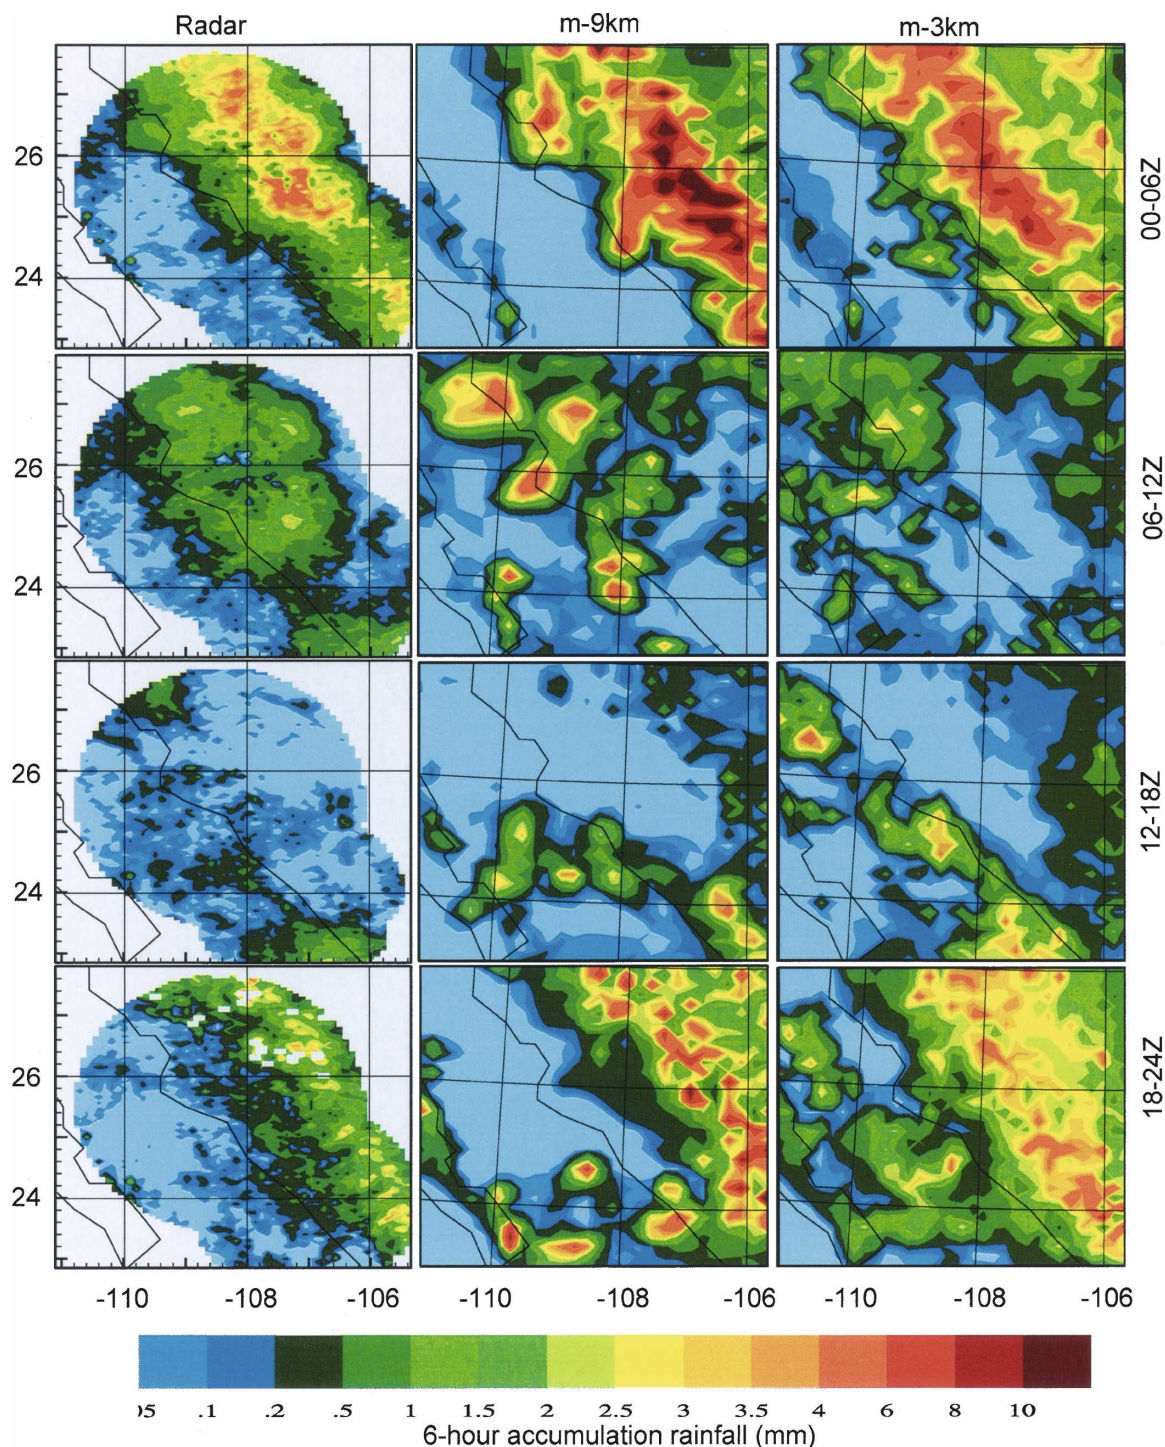 Radar m-9km m-3km
26
24
00-06Z
26
24
06-12Z
26
24
12-18Z
26
24
18-24Z
-110 -108 -106 -110 -108 -106 -110 -108 -106
05 .1 .2 .5 1 1.5 2 2.5 3 3.5 4 6 8 10
6-hour accumulation rainfall (mm)